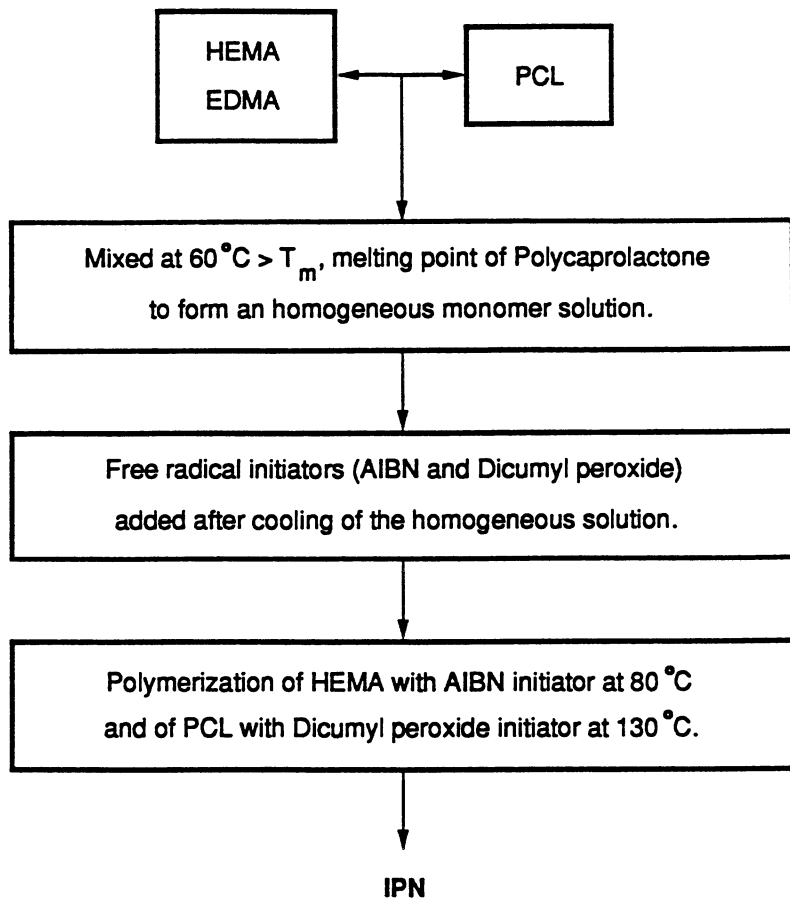 HEMA
EDMA
PCL
Mixed at 60°C > Tm, melting point of Polycaprolactone
to form an homogeneous monomer solution.
Free radical initiators (AIBN and Dicumyl peroxide)
added after cooling of the homogeneous solution.
Polymerization of HEMA with AIBN initiator at 80 °C
and of PCL with Dicumyl peroxide initiator at 130 °C.
IPN